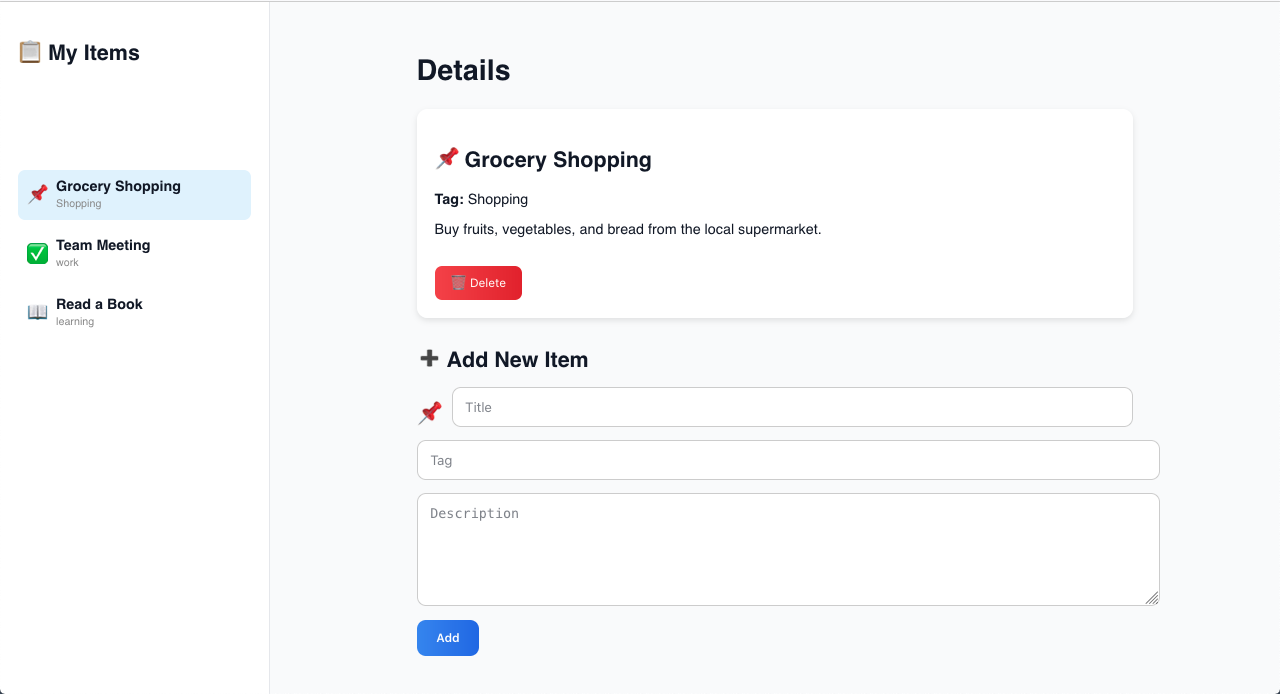 My Items
Grocery Shopping
Shopping
Team Meeting
work
Read a Book
learning
Details
Grocery Shopping
Tag: Shopping
Buy fruits, vegetables, and bread from the local supermarket.
Delete
Add New Item
Title
Tag
Description
Add